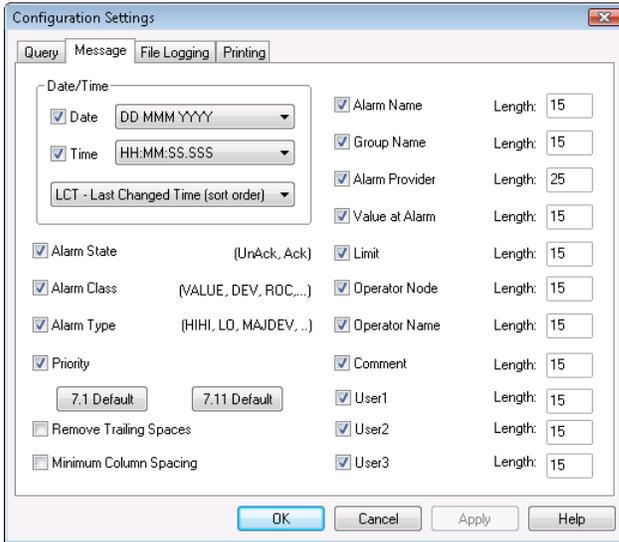 Configuration Settings
Query
Message
File Logging
Printing
Date/Time
Date
DD MMM YYYY
Time
HH:MM:SS.SSS
LCT - Last Changed Time (sort order)
Alarm State (UnAck, Ack)
Alarm Class (VALUE, DEV, ROC,...)
Alarm Type (HIHI, LO, MAJDEV, ..)
Priority
7.1 Default
7.11 Default
Remove Trailing Spaces
Minimum Column Spacing
Alarm Name Length: 15
Group Name Length: 15
Alarm Provider Length: 25
Value at Alarm Length: 15
Limit Length: 15
Operator Node Length: 15
Operator Name Length: 15
Comment Length: 15
User1 Length: 15
User2 Length: 15
User3 Length: 15
OK
Cancel
Apply
Help